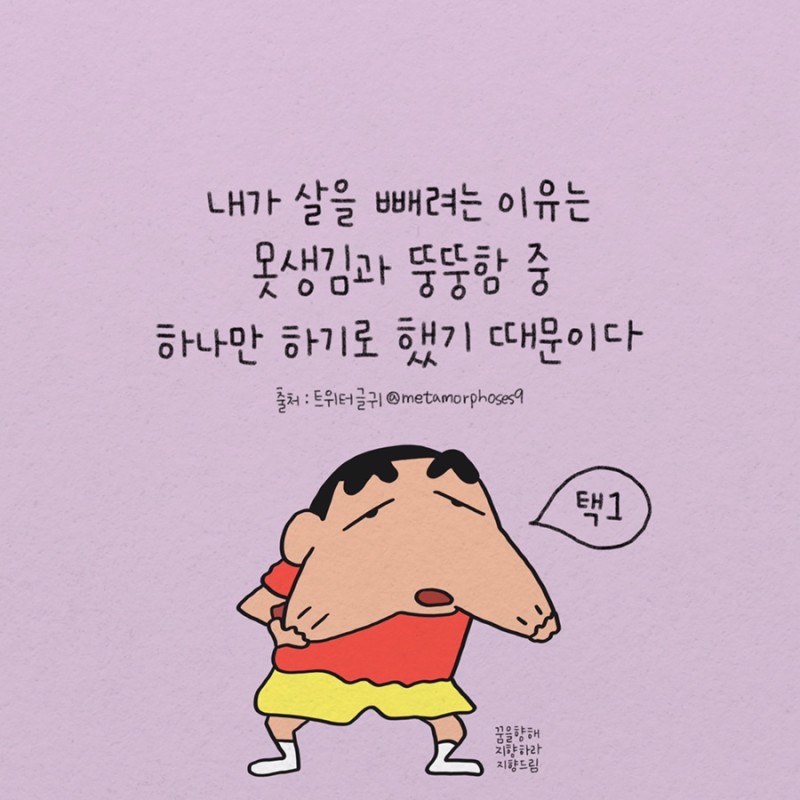 내가 살을 빼려는 이유는
못생김과 뚱뚱함 중
하나만 하기로 했기 때문이다
출처 : 트위터 글귀 @metamorphoses9
택1
꿈을향해
지향하라
지향드림